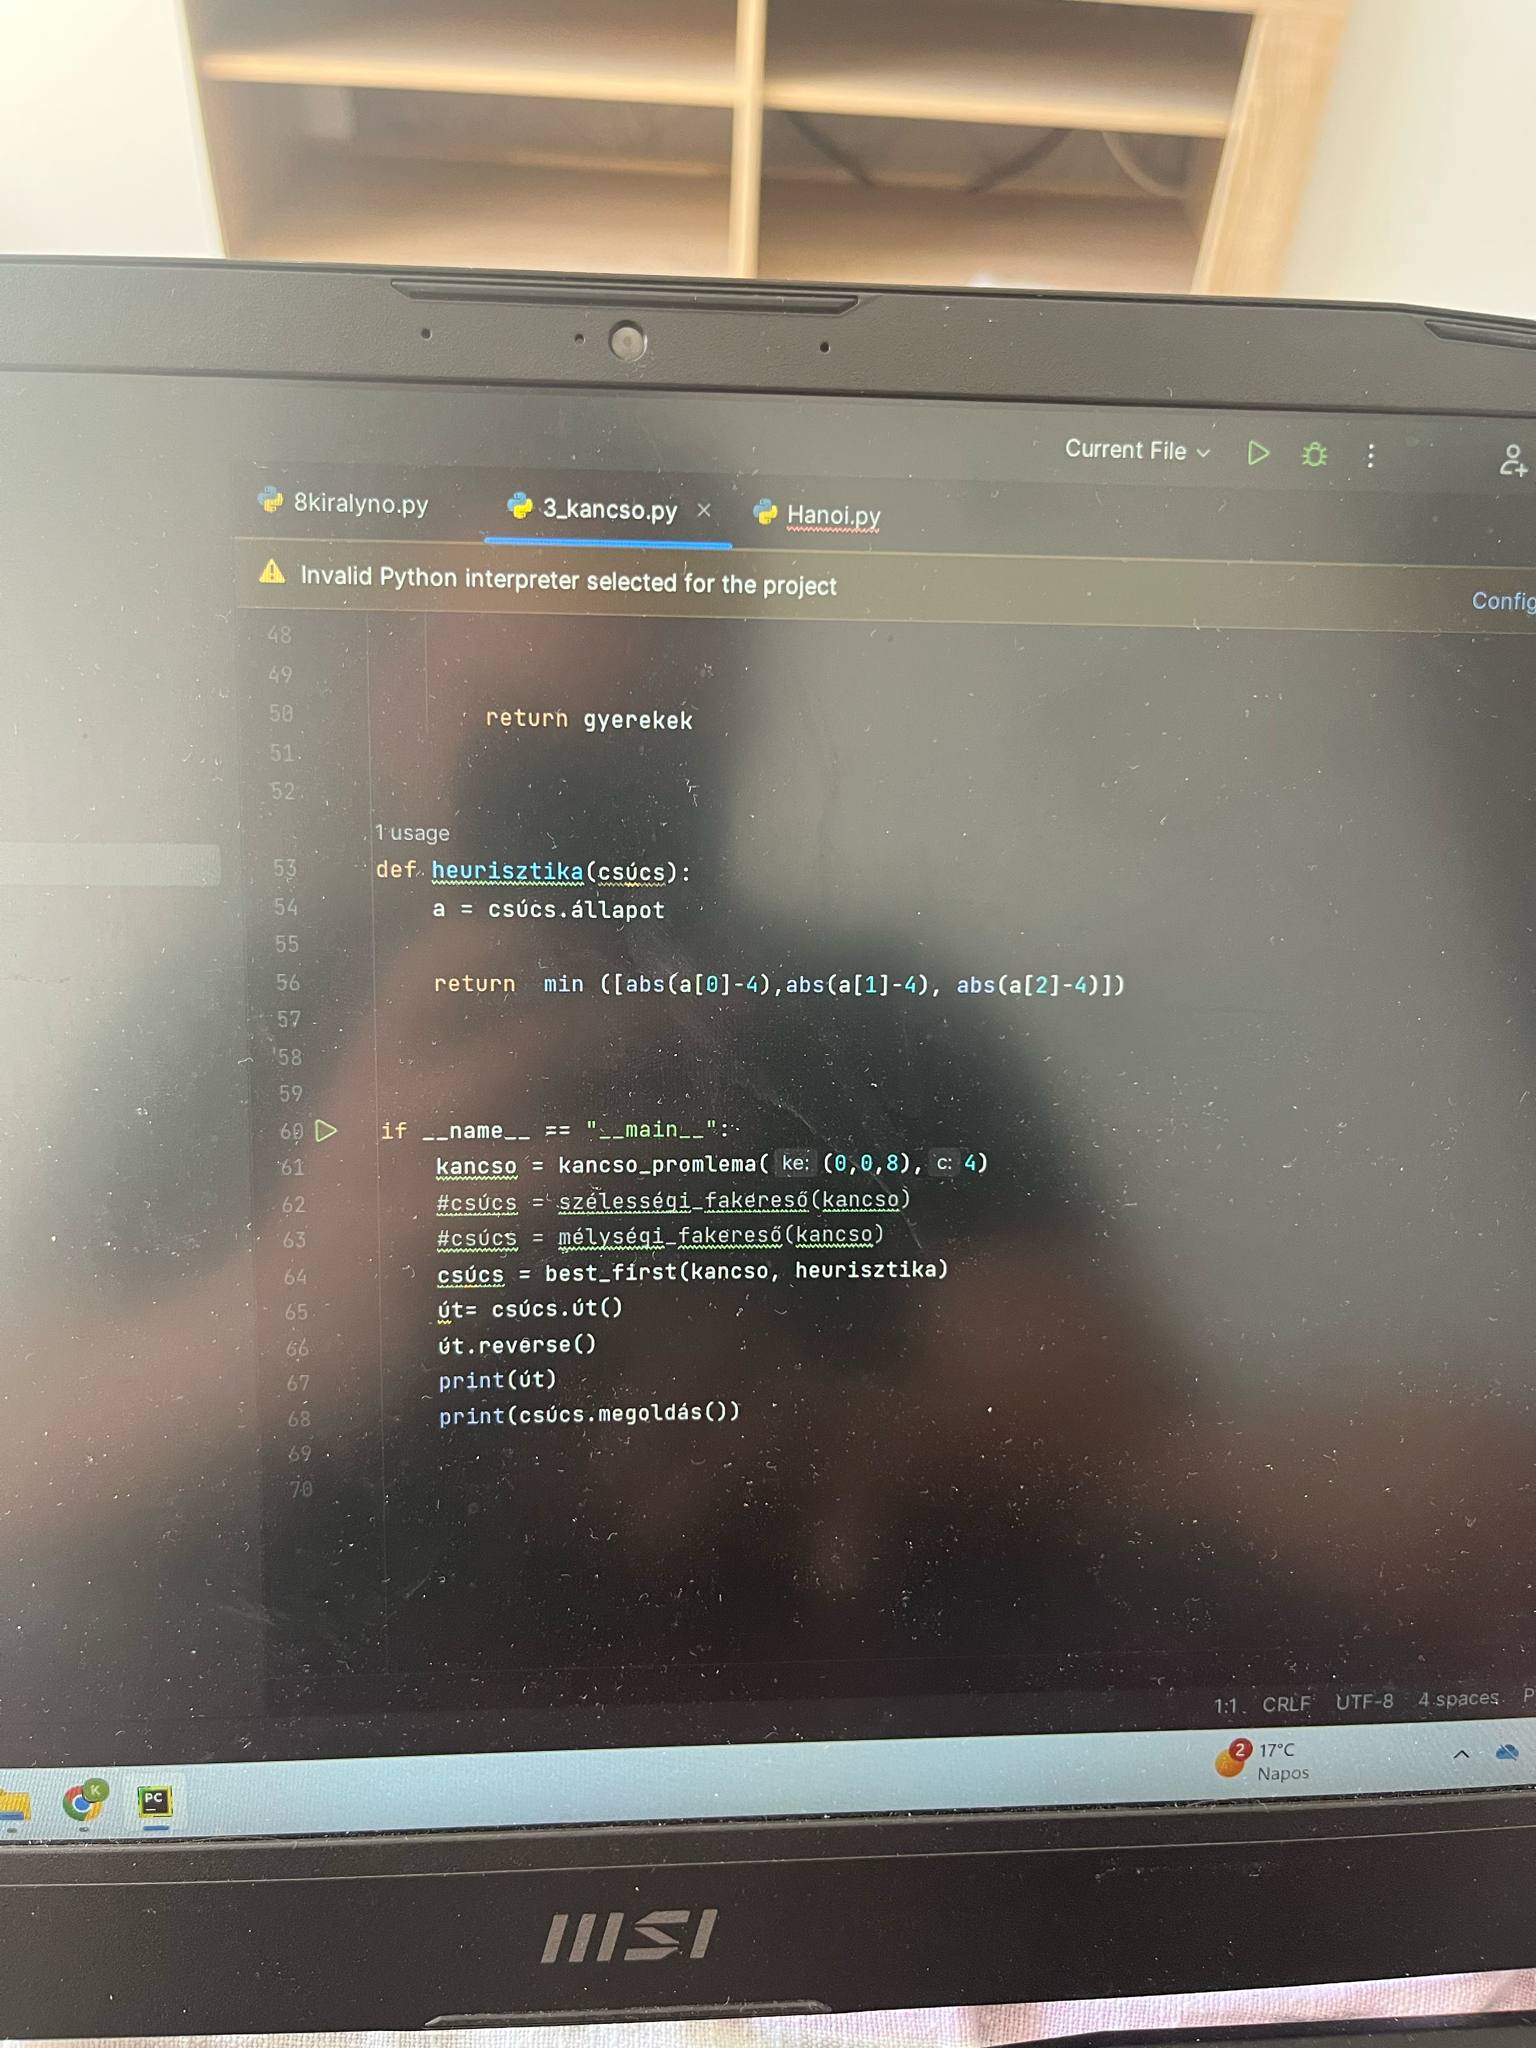 Current File
8kiralyno.py 3_kancso.py Hanoi.py
Invalid Python interpreter selected for the project
48
49
50 return gyerekek
51
52
1 usage
53 def heurisztika(csúcs):
54 a = csúcs.állapot
55
56 return  min ([abs(a[0]-4),abs(a[1]-4), abs(a[2]-4)])
57
58
59
60 if __name__ == "__main__":
61 kancso = kancso_promlema( ke: (0,0,8), c: 4)
62 #csúcs = szélességi_fakereső(kancso)
63 #csúcs = mélységi_fakereső(kancso)
64 csúcs = best_first(kancso, heurisztika)
65 út= csúcs.út()
66 út.reverse()
67 print(út)
68 print(csúcs.megoldás())
69
70
1:1 CRLF UTF-8 4 spaces
2 17°C
Napos
K PC
msi